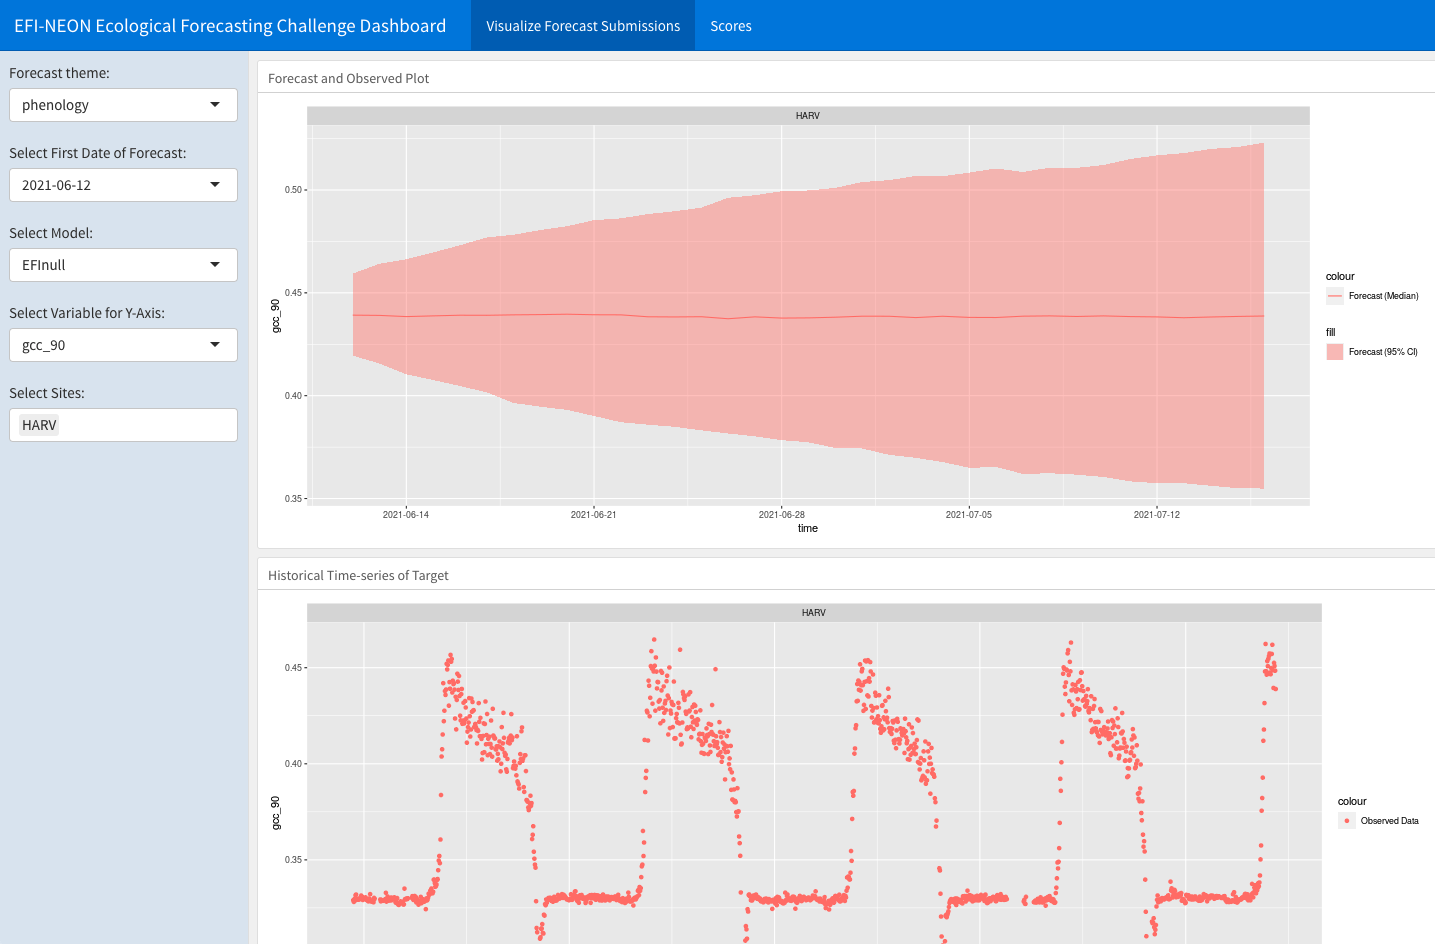 EFI-NEON Ecological Forecasting Challenge Dashboard
Visualize Forecast Submissions
Scores
Forecast theme:
phenology
Select First Date of Forecast:
2021-06-12
Select Model:
EFInull
Select Variable for Y-Axis:
gcc_90
Select Sites:
HARV
Forecast and Observed Plot
HARV
0.50
0.45
0.40
0.35
gcc_90
2021-06-14
2021-06-21
2021-06-28
2021-07-05
2021-07-12
time
colour
Forecast (Median)
fill
Forecast (95% CI)
Historical Time-series of Target
HARV
0.45
0.40
0.35
gcc_90
colour
Observed Data